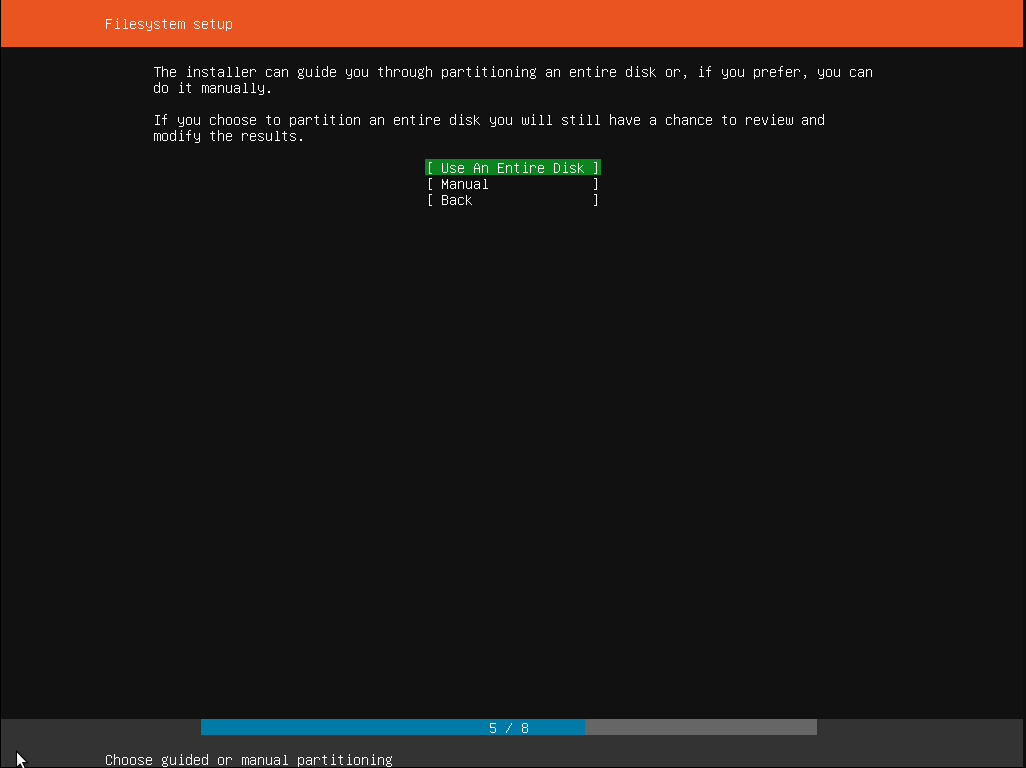 Filesystem setup
The installer can guide you through partitioning an entire disk or, if you prefer, you can
do it manually.
If you choose to partition an entire disk you will still have a chance to review and
modify the results.
[ Use An Entire Disk ]
[ Manual ]
[ Back ]
5 / 8
Choose guided or manual partitioning